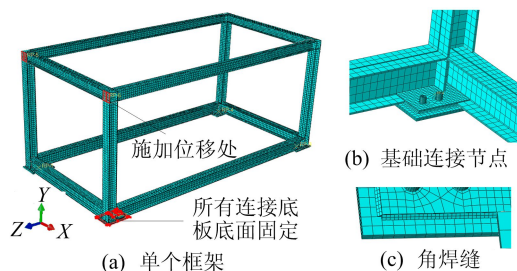 施加位移处
(b) 基础连接节点
所有连接底
板底面固定
Y
Z
X
(a) 单个框架
(c) 角焊缝